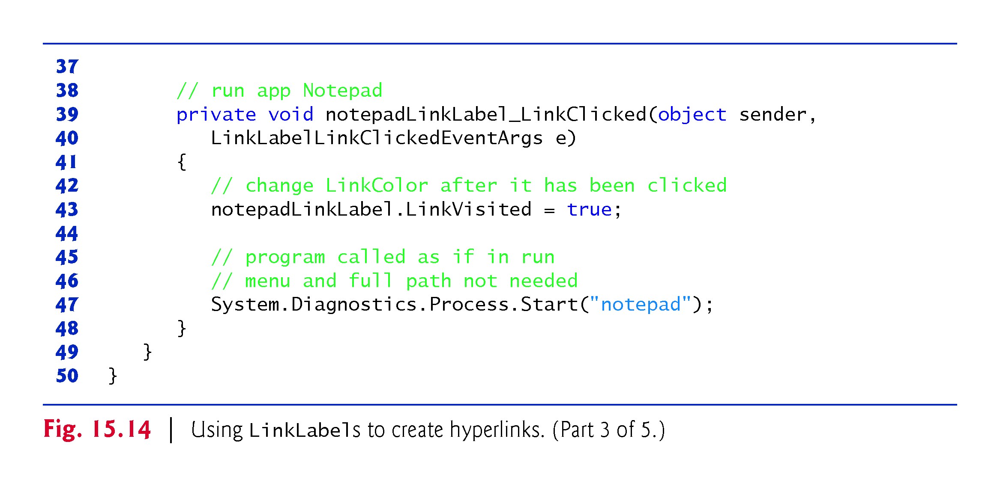 37
38 // run app Notepad
39 private void notepadLinkLabel_LinkClicked(object sender,
40 LinkLabelLinkClickedEventArgs e)
41 {
42 // change LinkColor after it has been clicked
43 notepadLinkLabel.LinkVisited = true;
44
45 // program called as if in run
46 // menu and full path not needed
47 System.Diagnostics.Process.Start("notepad");
48 }
49 }
50 }
Fig. 15.14 | Using LinkLabels to create hyperlinks. (Part 3 of 5.)